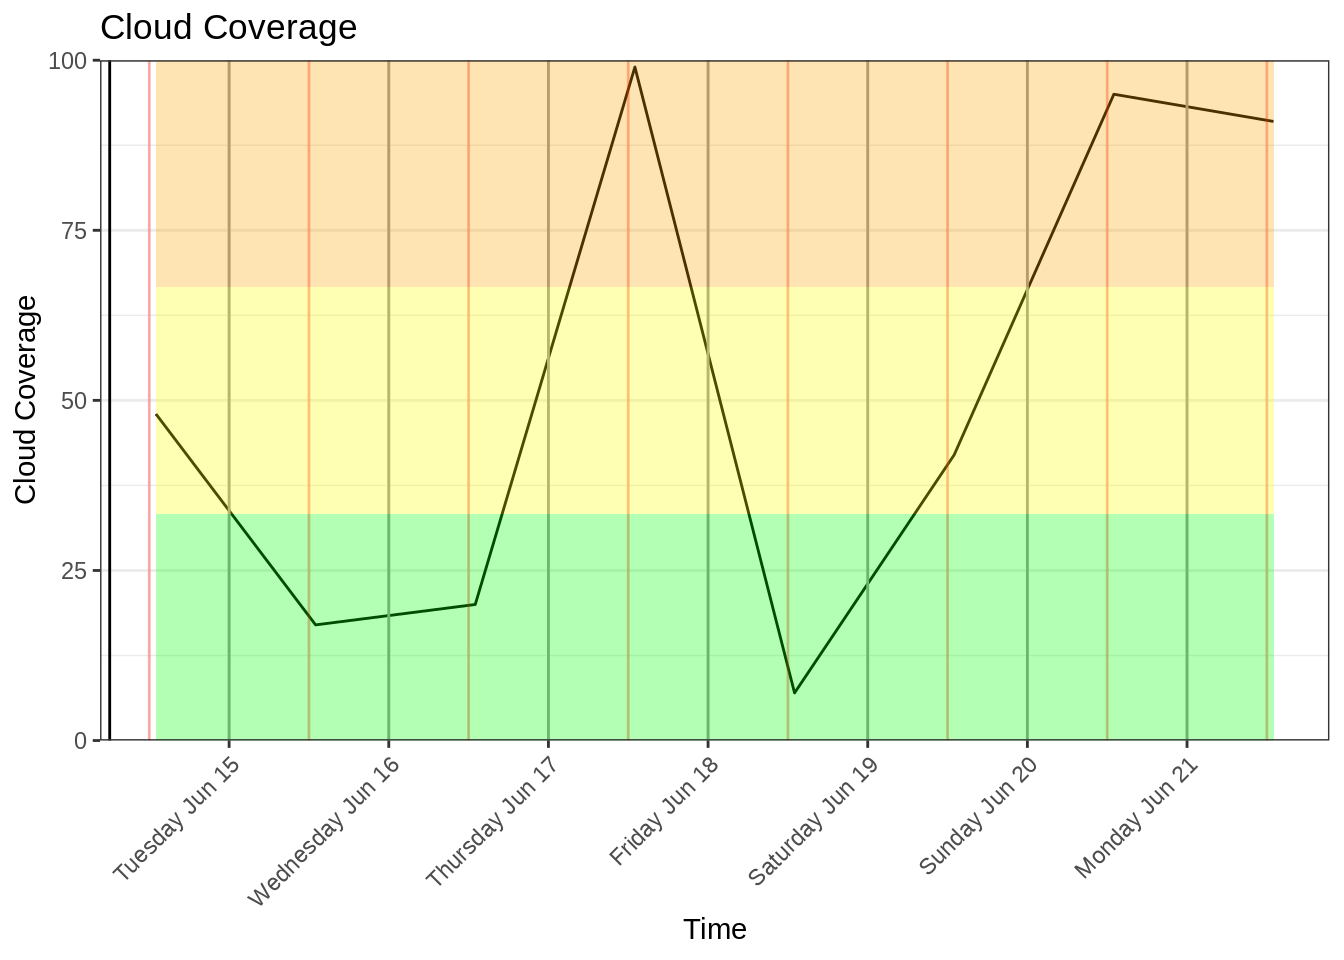 Cloud Coverage
Cloud Coverage
100
75
50
25
0
Tuesday Jun 15
Wednesday Jun 16
Thursday Jun 17
Friday Jun 18
Saturday Jun 19
Sunday Jun 20
Monday Jun 21
Time